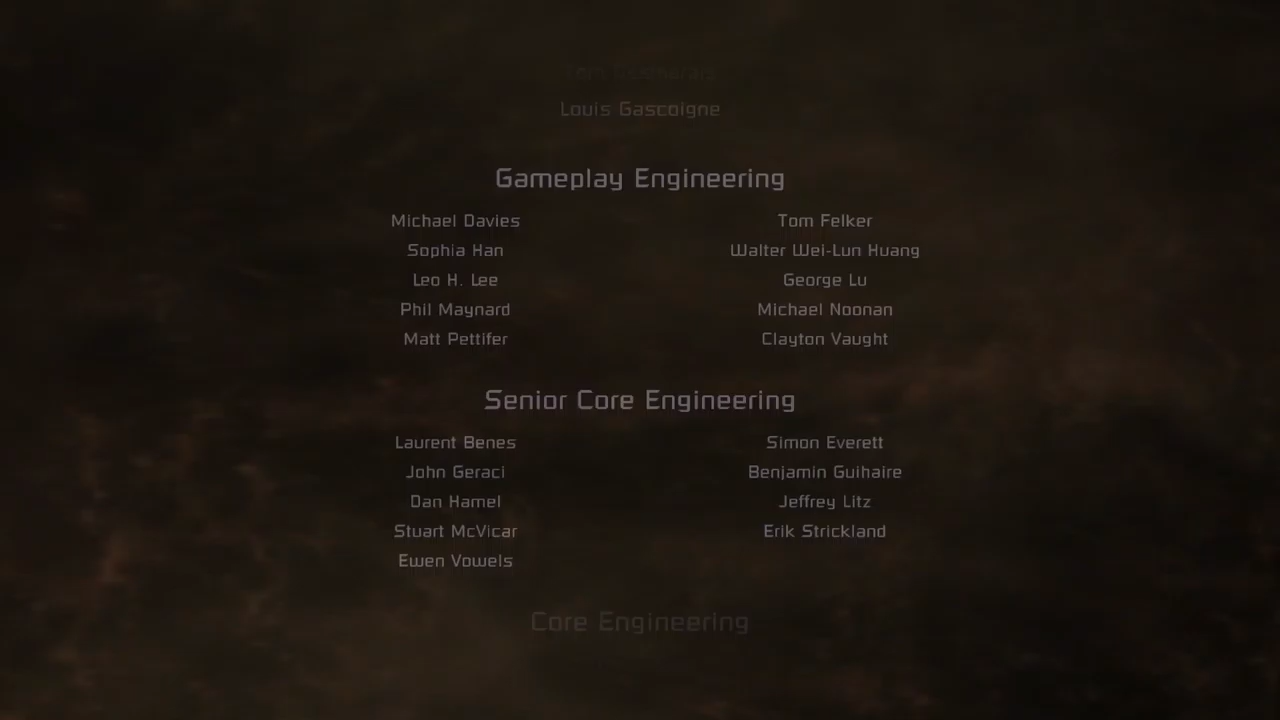 Louis Gascoigne
Gameplay Engineering
Michael Davies Tom Felker
Sophia Han Walter Wei-Lun Huang
Leo H. Lee George Lu
Phil Maynard Michael Noonan
Matt Pettifer Clayton Vaught
Senior Core Engineering
Laurent Benes Simon Everett
John Geraci Benjamin Guihaire
Dan Hamel Jeffrey Litz
Stuart McVicar Erik Strickland
Ewen Vowels
Core Engineering